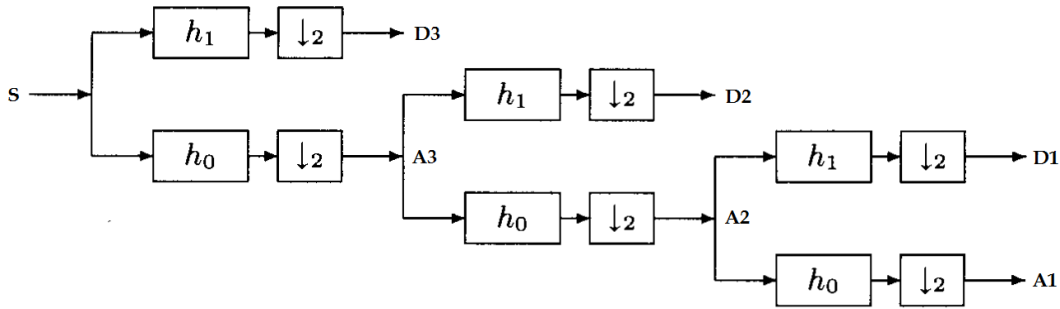 h₁ ↓₂ D3
S
h₁ ↓₂ D2
h₀ ↓₂ A3
h₁ ↓₂ D1
h₀ ↓₂ A2
h₀ ↓₂ A1